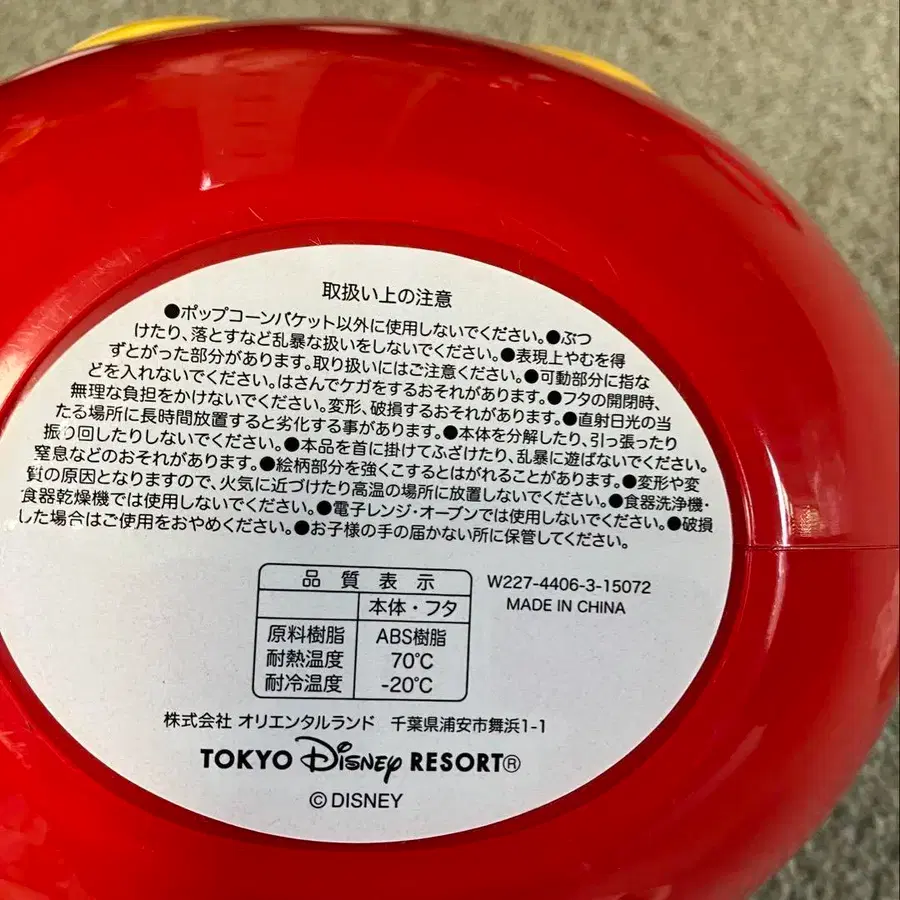 取扱い上の注意
●ポップコーンバケット以外に使用しないでください。●ぶつ
けたり、落とすなど乱暴な扱いをしないでください。●表現上やむを得
ずとがった部分があります。取り扱いにはご注意ください。●可動部分に指な
どを入れないでください。はさんでケガをするおそれがあります。●フタの開閉時、
無理な負担をかけないでください。変形、破損するおそれがあります。●直射日光の当
たる場所に長時間放置すると劣化する事があります。●本体を分解したり、引っ張ったり
振り回したりしないでください。●本品を首に掛けてふざけたり、乱暴に遊ばないでください。
窒息などのおそれがあります。●絵柄部分を強くこするとはがれることがあります。●変形や変
質の原因となりますので、火気に近づけたり高温の場所に放置しないでください。●食器洗浄機・
食器乾燥機では使用しないでください。●電子レンジ・オーブンでは使用しないでください。●破損
した場合はご使用をおやめください。●お子様の手の届かない所に保管してください。
品質表示
本体・フタ
原料樹脂 ABS樹脂
耐熱温度 70℃
耐冷温度 -20℃
W227-4406-3-15072
MADE IN CHINA
株式会社 オリエンタルランド 千葉県浦安市舞浜1-1
TOKYO Disney RESORT®
© DISNEY